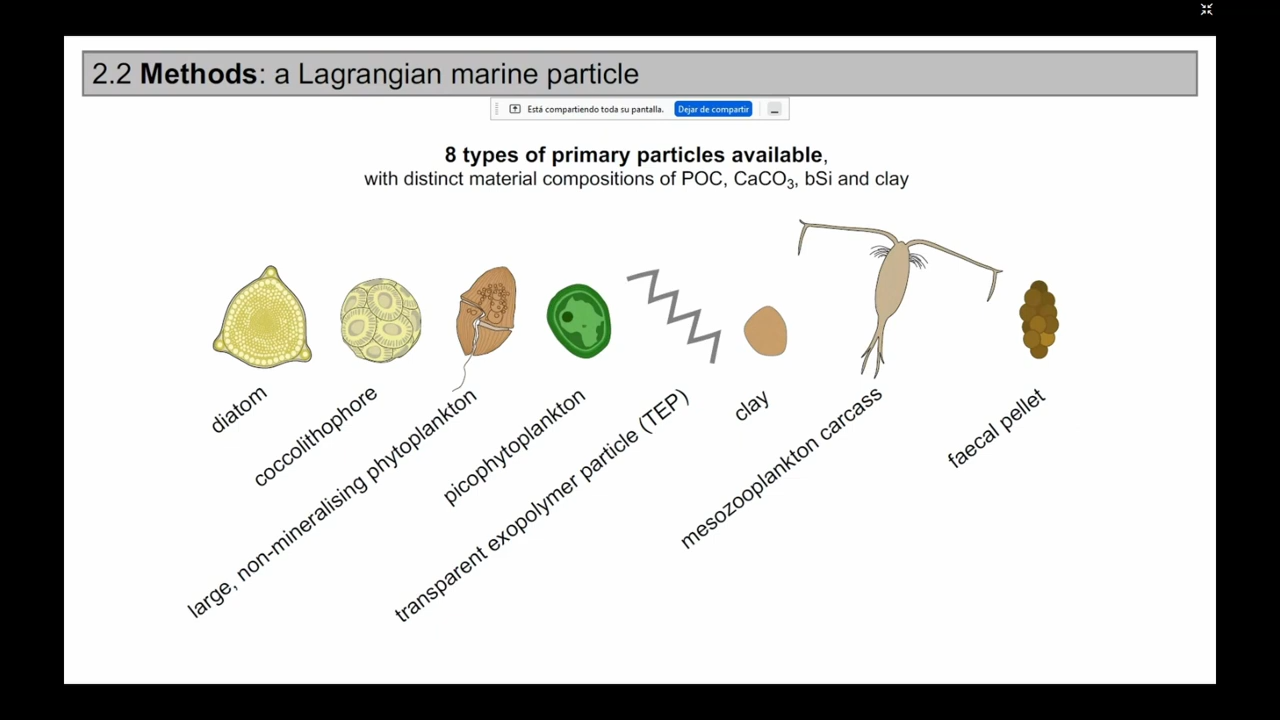 2.2 Methods: a Lagrangian marine particle
Está compartiendo toda su pantalla. Dejar de compartir
8 types of primary particles available,
with distinct material compositions of POC, CaCO₃, bSi and clay
diatom
coccolithophore
large, non-mineralising phytoplankton
picophytoplankton
transparent exopolymer particle (TEP)
clay
mesozooplankton carcass
faecal pellet